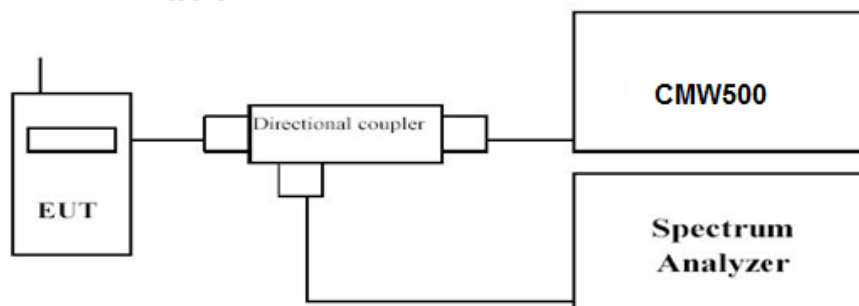 CMW500
Directional coupler
EUT
Spectrum
Analyzer